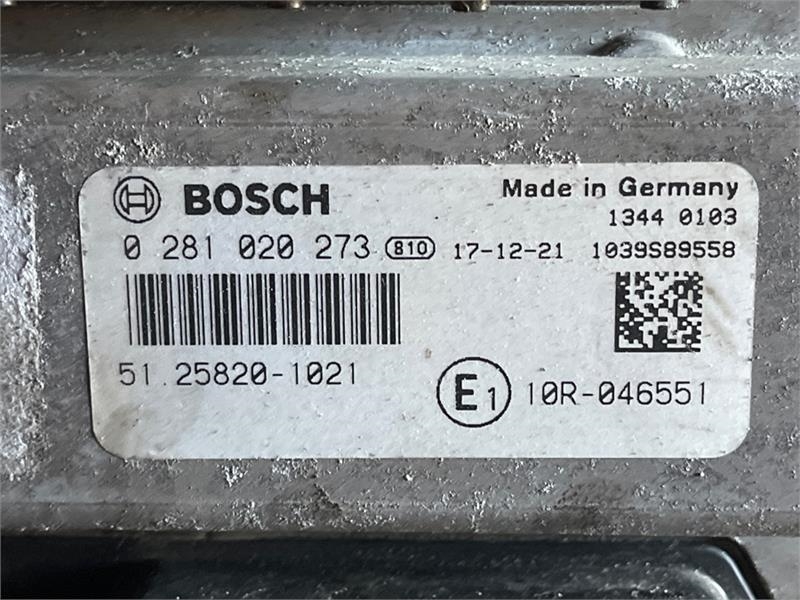 BOSCH Made in Germany
1344 0103
0 281 020 273 810 17-12-21 1039S89558
51.25820-1021
E1 10R-046551